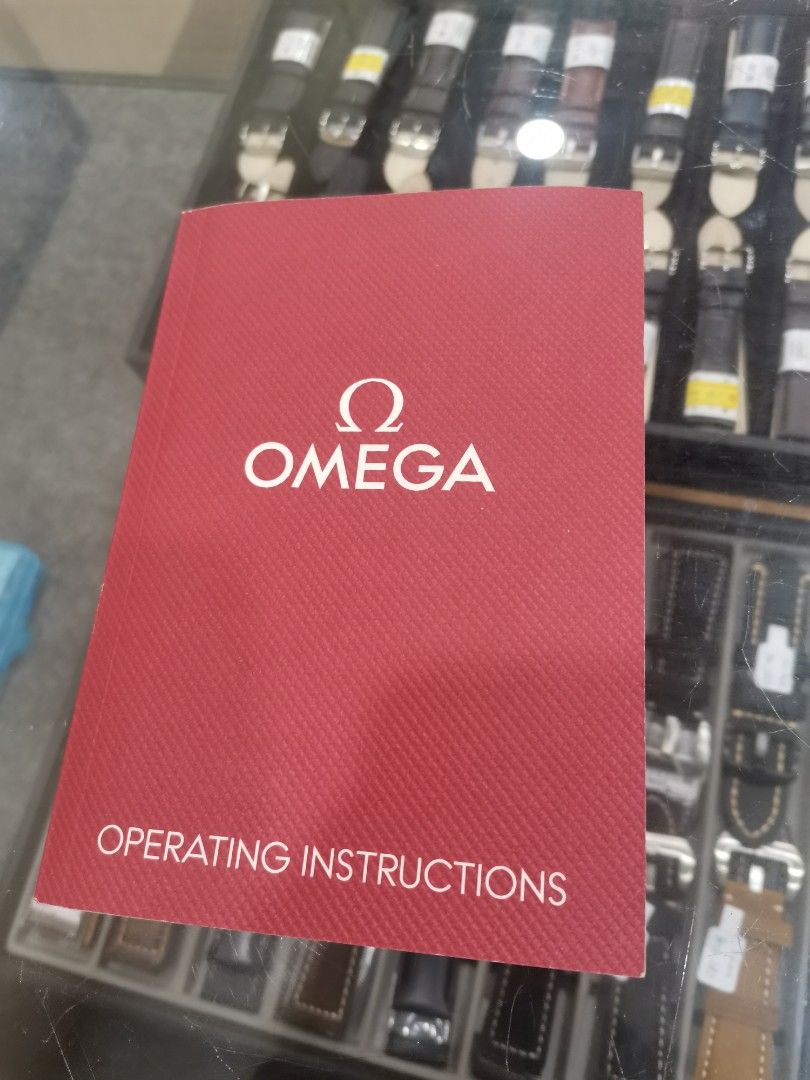 Ω
OMEGA
OPERATING INSTRUCTIONS